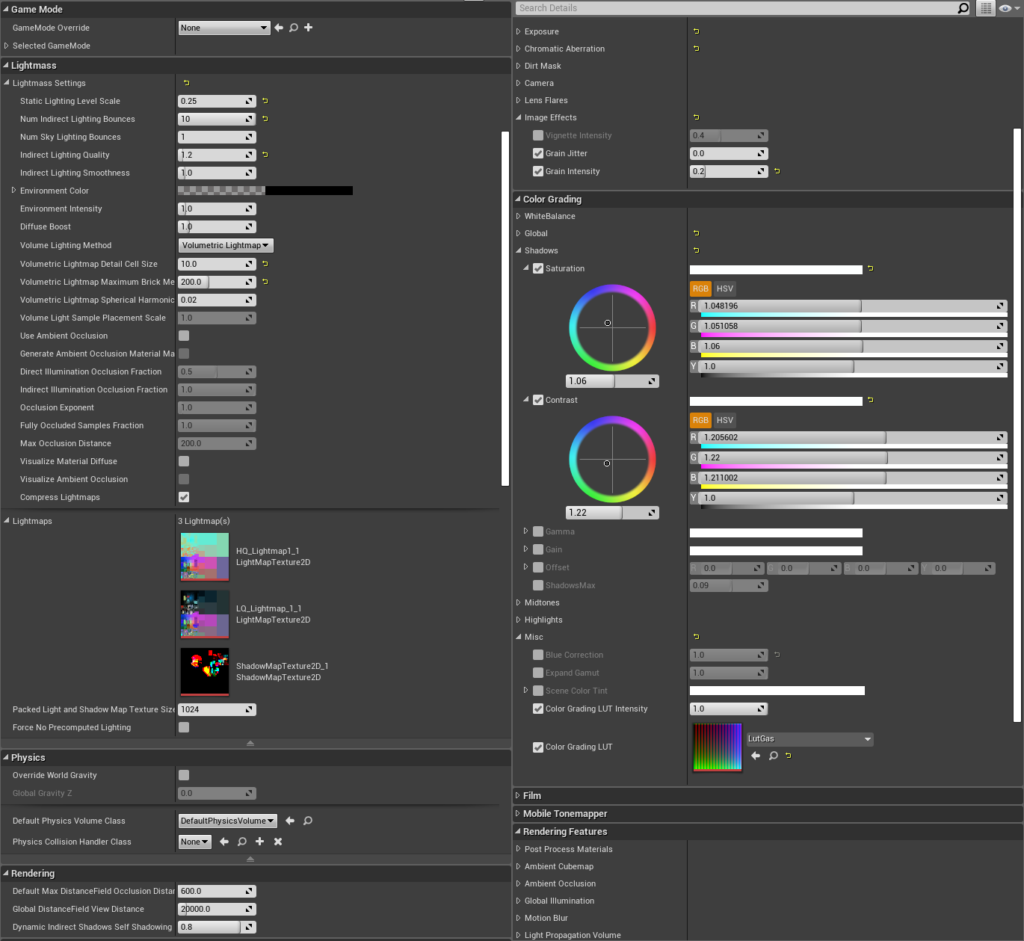 Game Mode
GameMode Override None
Selected GameMode
Lightmass
Lightmass Settings
Static Lighting Level Scale 0.25
Num Indirect Lighting Bounces 10
Num Sky Lighting Bounces 1
Indirect Lighting Quality 1.2
Indirect Lighting Smoothness 1.0
Environment Color
Environment Intensity 1.0
Diffuse Boost 1.0
Volume Lighting Method Volumetric Lightmap
Volumetric Lightmap Detail Cell Size 10.0
Volumetric Lightmap Maximum Brick Me 200.0
Volumetric Lightmap Spherical Harmonic 0.02
Volume Light Sample Placement Scale 1.0
Use Ambient Occlusion
Generate Ambient Occlusion Material Ma
Direct Illumination Occlusion Fraction 0.5
Indirect Illumination Occlusion Fraction 1.0
Occlusion Exponent 1.0
Fully Occluded Samples Fraction 1.0
Max Occlusion Distance 200.0
Visualize Material Diffuse
Visualize Ambient Occlusion
Compress Lightmaps
Lightmaps 3 Lightmap(s)
HQ_Lightmap1_1
LightMapTexture2D
LQ_Lightmap_1_1
LightMapTexture2D
ShadowMapTexture2D_1
ShadowMapTexture2D
Packed Light and Shadow Map Texture Size 1024
Force No Precomputed Lighting
Physics
Override World Gravity
Global Gravity Z 0.0
Default Physics Volume Class DefaultPhysicsVolume
Physics Collision Handler Class None
Rendering
Default Max DistanceField Occlusion Distan 600.0
Global DistanceField View Distance 20000.0
Dynamic Indirect Shadows Self Shadowing 0.8
Search Details
Exposure
Chromatic Aberration
Dirt Mask
Camera
Lens Flares
Image Effects
Vignette Intensity 0.4
Grain Jitter 0.0
Grain Intensity 0.2
Color Grading
WhiteBalance
Global
Shadows
Saturation
RGB HSV
R 1.048196
G 1.051058
B 1.06
Y 1.0
1.06
Contrast
RGB HSV
R 1.205602
G 1.22
B 1.211002
Y 1.0
1.22
Gamma
Gain
Offset R 0.0 G 0.0 B 0.0 Y 0.0
ShadowsMax 0.09
Midtones
Highlights
Misc
Blue Correction 1.0
Expand Gamut 1.0
Scene Color Tint
Color Grading LUT Intensity 1.0
Color Grading LUT LutGas
Film
Mobile Tonemapper
Rendering Features
Post Process Materials
Ambient Cubemap
Ambient Occlusion
Global Illumination
Motion Blur
Light Propagation Volume